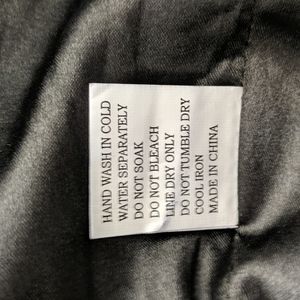 HAND WASH IN COLD
WATER SEPARATELY
DO NOT SOAK
DO NOT BLEACH
LINE DRY ONLY
DO NOT TUMBLE DRY
COOL IRON
MADE IN CHINA